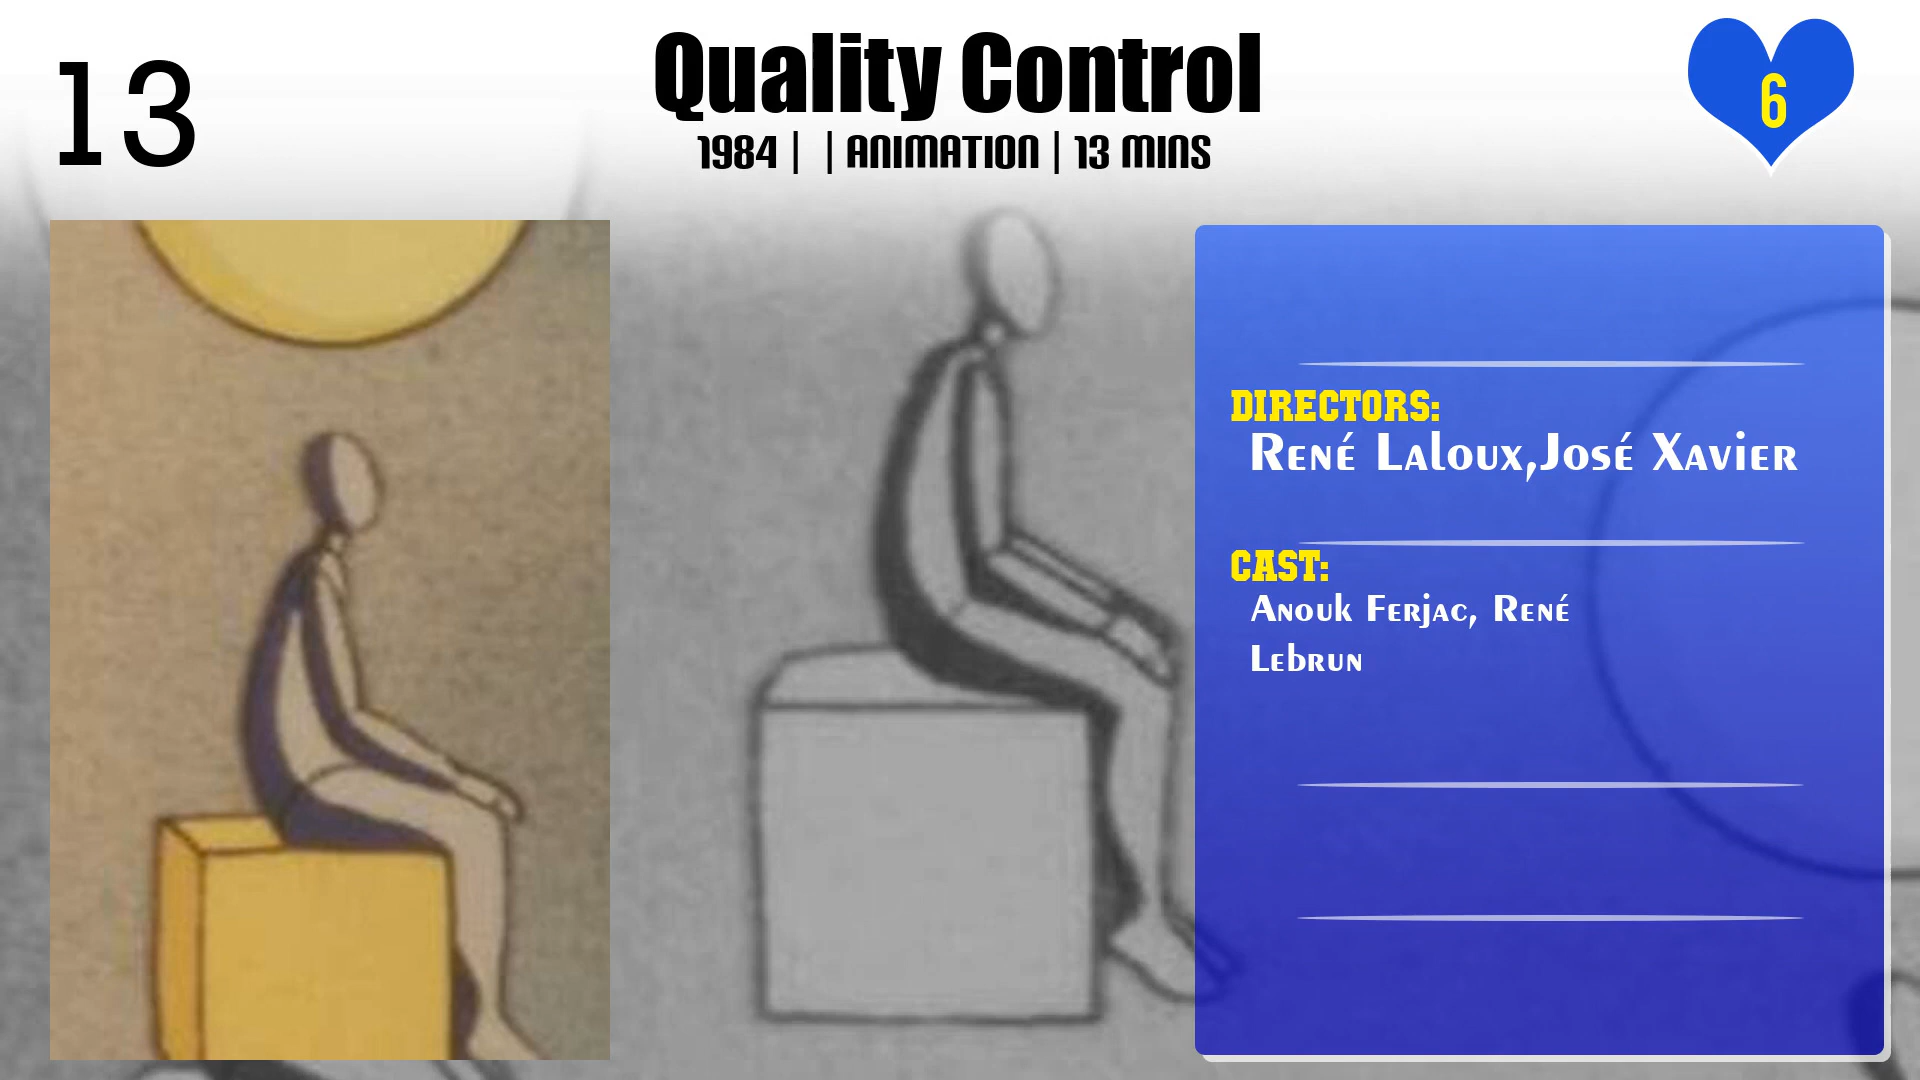 13
Quality Control
6
1984 | | ANIMATION | 13 MINS
DIRECTORS:
René Laloux,José Xavier
CAST:
Anouk Ferjac, René
Lebrun